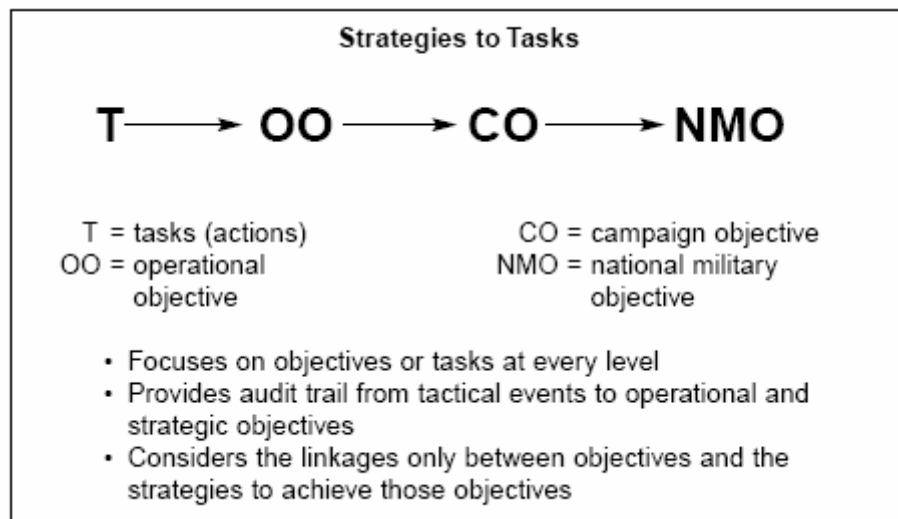 Strategies to Tasks
T OO CO NMO
T = tasks (actions)
OO = operational
objective
CO = campaign objective
NMO = national military
objective
• Focuses on objectives or tasks at every level
• Provides audit trail from tactical events to operational and
strategic objectives
• Considers the linkages only between objectives and the
strategies to achieve those objectives